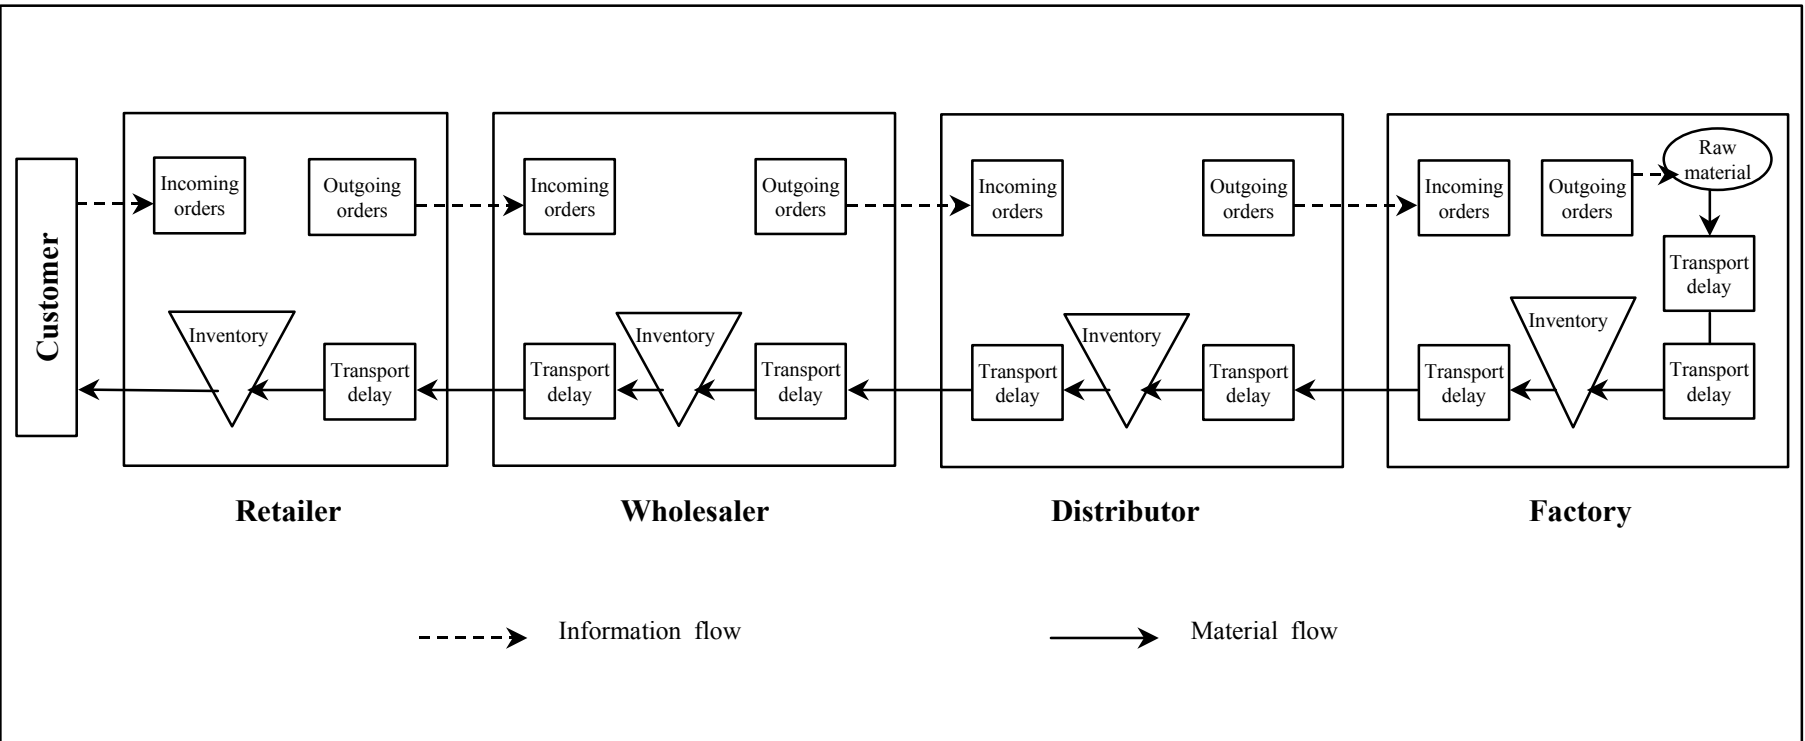 Customer
Incoming
orders
Outgoing
orders
Inventory
Transport
delay
Retailer
Incoming
orders
Outgoing
orders
Transport
delay
Inventory
Transport
delay
Wholesaler
Incoming
orders
Outgoing
orders
Transport
delay
Inventory
Transport
delay
Distributor
Incoming
orders
Outgoing
orders
Raw
material
Transport
delay
Transport
delay
Inventory
Transport
delay
Factory
Information flow
Material flow